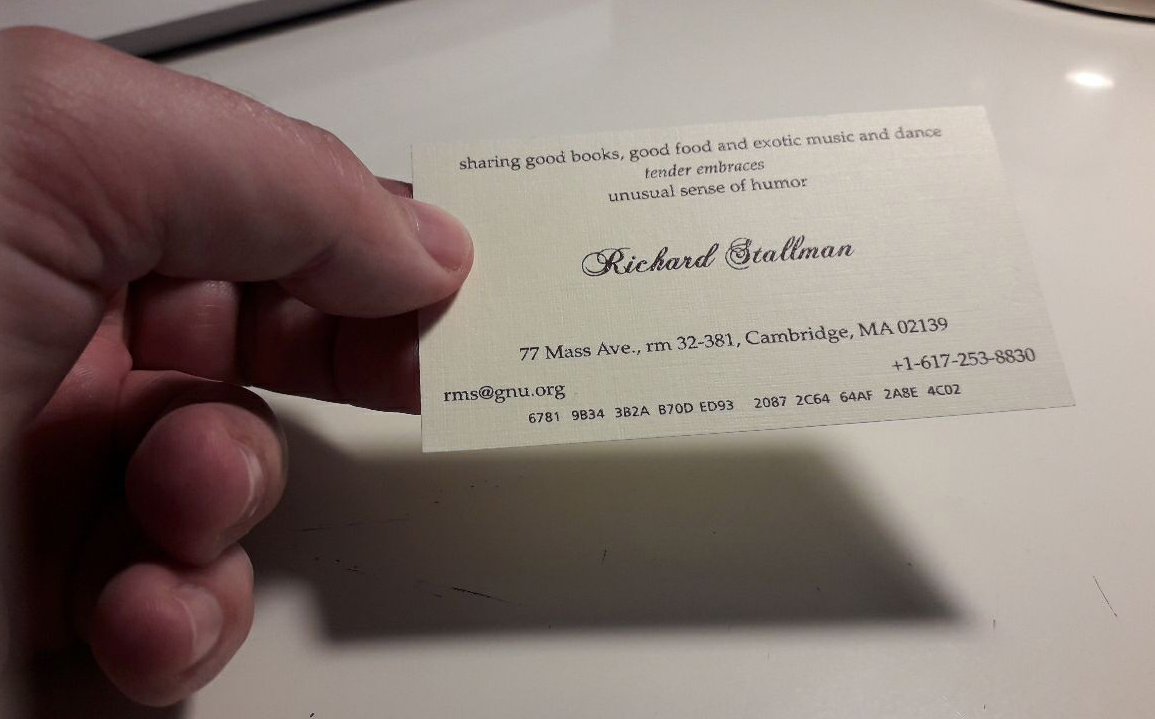 sharing good books, good food and exotic music and dance
tender embraces
unusual sense of humor
Richard Stallman
77 Mass Ave., rm 32-381, Cambridge, MA 02139
rms@gnu.org +1-617-253-8830
6781 9B34 3B2A B70D ED93 2087 2C64 64AF 2A8E 4C02